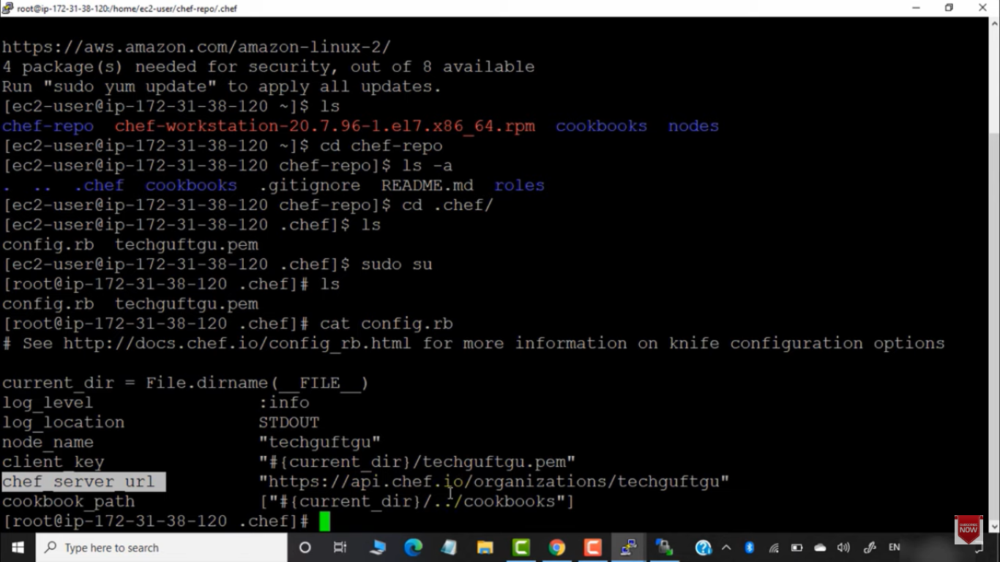 root@ip-172-31-38-120:/home/ec2-user/chef-repo/.chef
https://aws.amazon.com/amazon-linux-2/
4 package(s) needed for security, out of 8 available
Run "sudo yum update" to apply all updates.
[ec2-user@ip-172-31-38-120 ~]$ ls
chef-repo  chef-workstation-20.7.96-1.el7.x86_64.rpm  cookbooks  nodes
[ec2-user@ip-172-31-38-120 ~]$ cd chef-repo
[ec2-user@ip-172-31-38-120 chef-repo]$ ls -a
.  ..  .chef  cookbooks  .gitignore  README.md  roles
[ec2-user@ip-172-31-38-120 chef-repo]$ cd .chef/
[ec2-user@ip-172-31-38-120 .chef]$ ls
config.rb  techguftgu.pem
[ec2-user@ip-172-31-38-120 .chef]$ sudo su
[root@ip-172-31-38-120 .chef]# ls
config.rb  techguftgu.pem
[root@ip-172-31-38-120 .chef]# cat config.rb
# See http://docs.chef.io/config_rb.html for more information on knife configuration options
current_dir = File.dirname(__FILE__)
log_level                :info
log_location             STDOUT
node_name                "techguftgu"
client_key               "#{current_dir}/techguftgu.pem"
chef_server_url          "https://api.chef.io/organizations/techguftgu"
cookbook_path            ["#{current_dir}/../cookbooks"]
[root@ip-172-31-38-120 .chef]#
SUBSCRIBE
NOW
Type here to search
EN